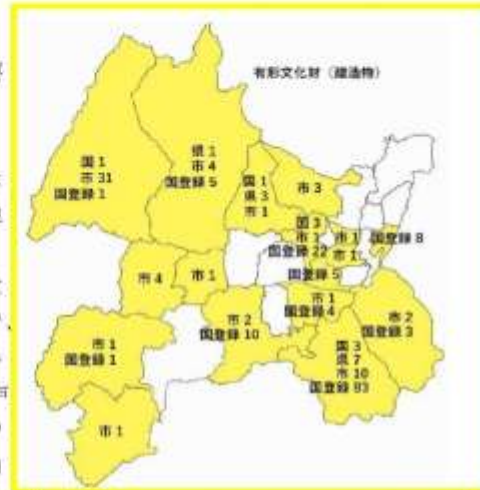 有形文化財（建造物）
国 1
市 31
国登録 1
県 1
市 4
国登録 5
国 1
県 3
市 1
市 3
国 3
市 1
国登録 22
市 1
市 1
国登録 8
国登録 5
市 4
市 1
市 1
国登録 4
市 2
国登録 10
市 2
国登録 3
市 1
国登録 1
国 3
県 7
市 10
国登録 83
市 1